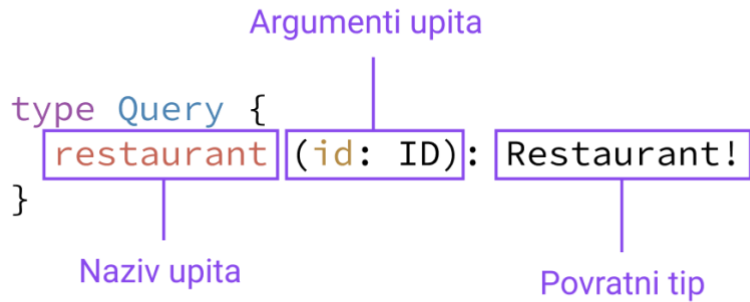 Argumenti upita
type Query {
restaurant (id: ID): Restaurant!
}
Naziv upita
Povratni tip